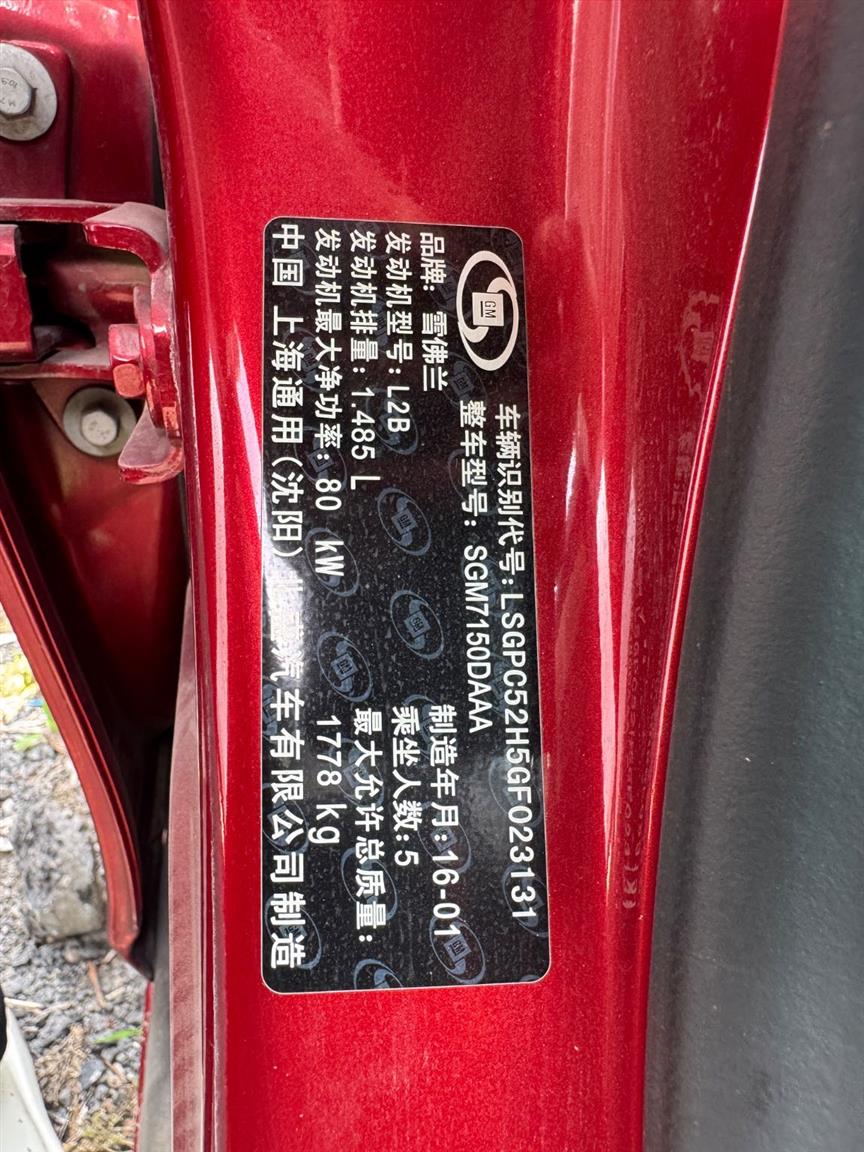 GM
车辆识别代号:LSGPC52H5GF023131
整车型号:SGM7150DAAA
品牌:雪佛兰
制造年月:16-01
发动机型号:L2B
乘坐人数:5
发动机排量:1.485 L
最大允许总质量:
发动机最大净功率:80 kW
1778 kg
中国 上海通用(沈阳)北盛汽车有限公司制造